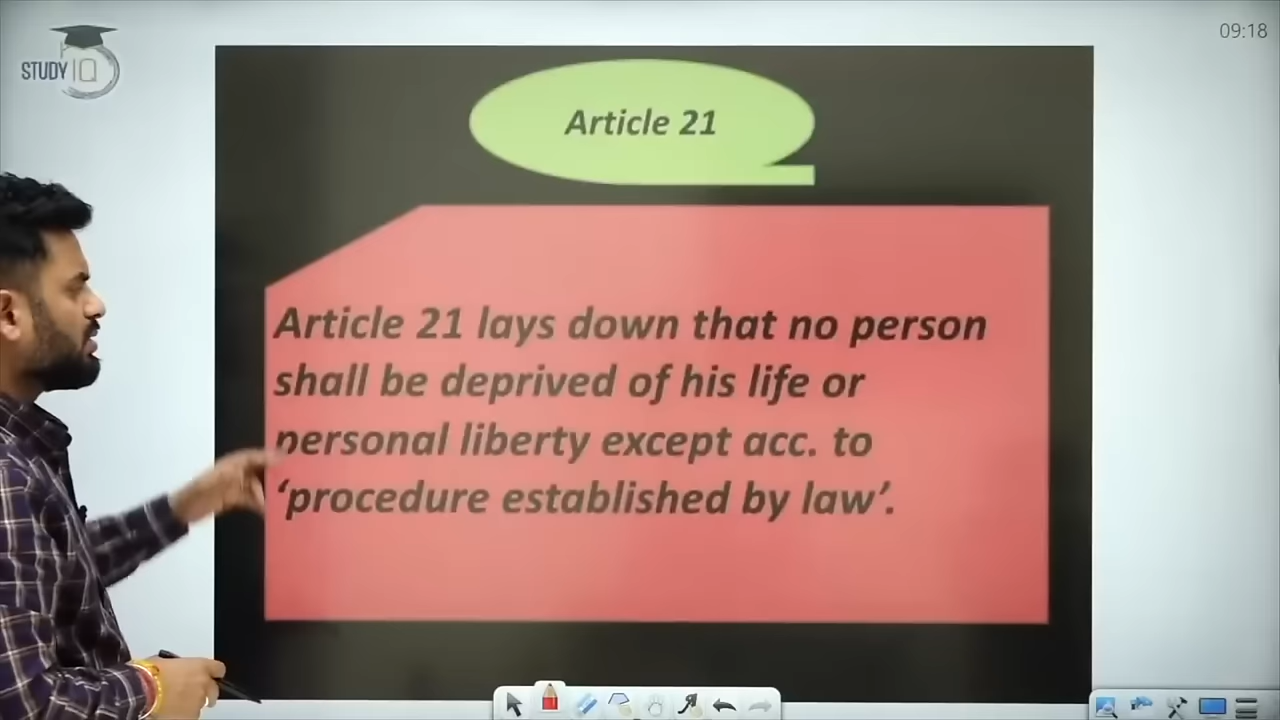 STUDY IQ
09:18
Article 21
Article 21 lays down that no person
shall be deprived of his life or
personal liberty except acc. to
‘procedure established by law’.